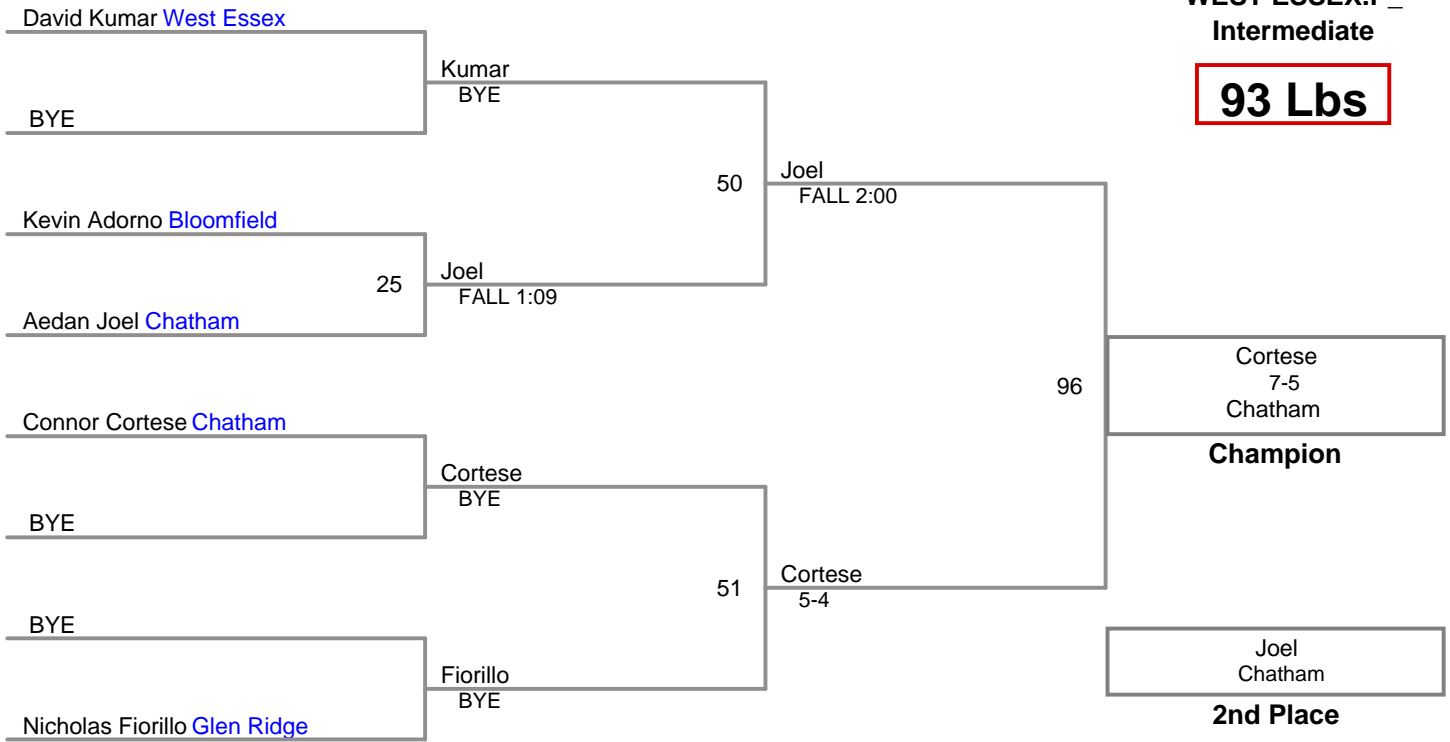 WEST ESSEX.I _
Intermediate
93 Lbs
David Kumar West Essex
Kumar
BYE
BYE
50
Joel
FALL 2:00
Kevin Adorno Bloomfield
25
Joel
FALL 1:09
Aedan Joel Chatham
96
Cortese
7-5
Chatham
Champion
Connor Cortese Chatham
Cortese
BYE
BYE
51
Cortese
5-4
BYE
Fiorillo
BYE
Nicholas Fiorillo Glen Ridge
Joel
Chatham
2nd Place